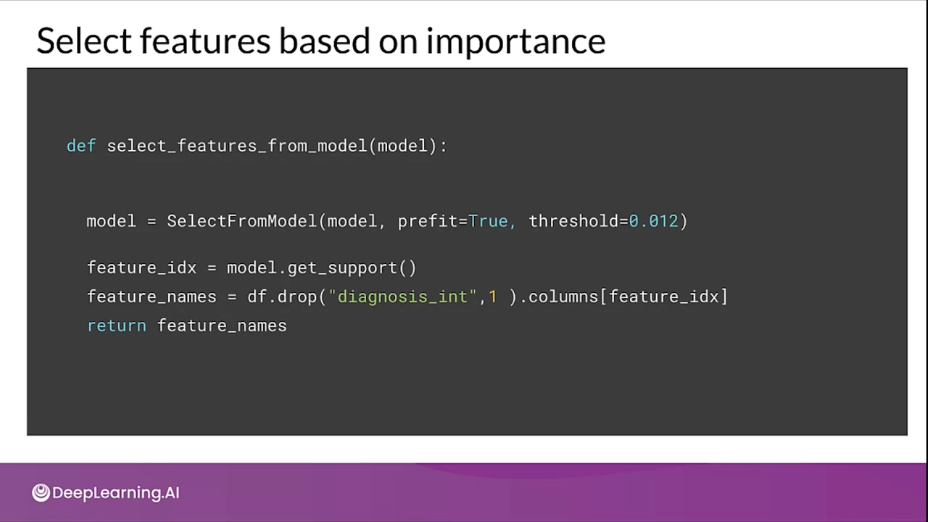 Select features based on importance
def select_features_from_model(model):
model = SelectFromModel(model, prefit=True, threshold=0.012)
feature_idx = model.get_support()
feature_names = df.drop("diagnosis_int",1 ).columns[feature_idx]
return feature_names
DeepLearning.AI